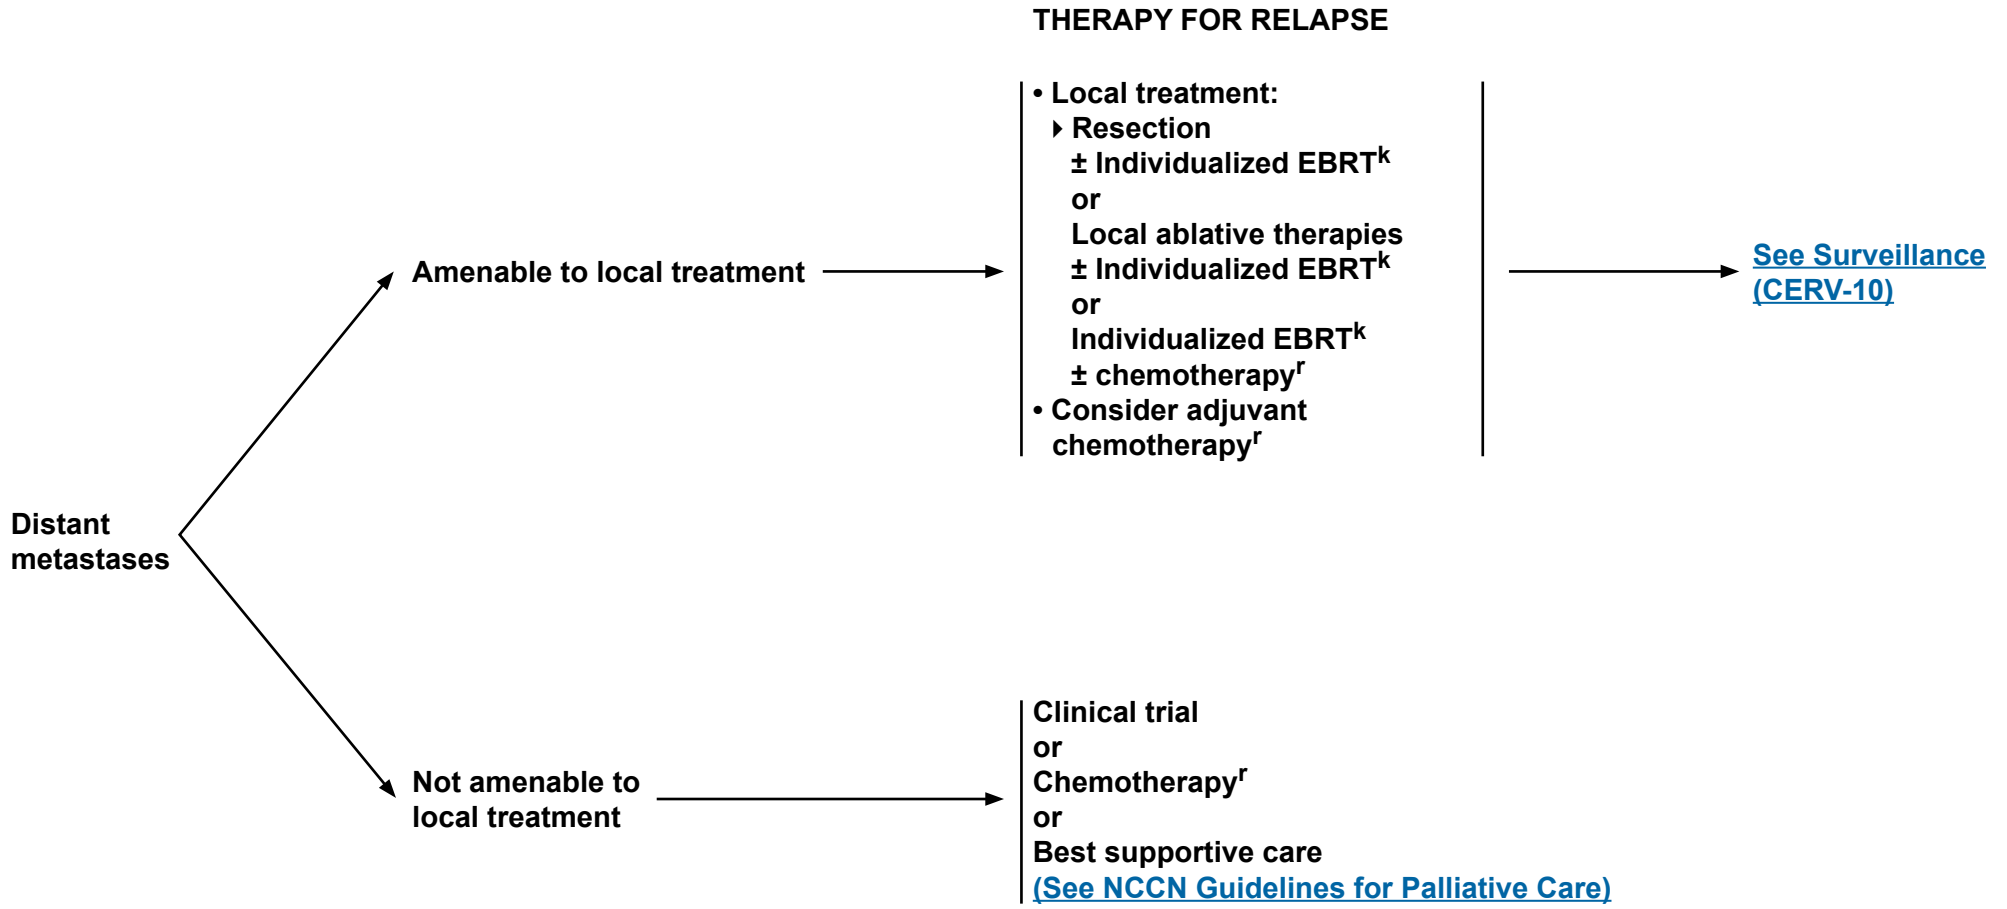 THERAPY FOR RELAPSE
• Local treatment:
‣ Resection
± Individualized EBRTᵏ
or
Local ablative therapies
± Individualized EBRTᵏ
or
Individualized EBRTᵏ
± chemotherapyʳ
• Consider adjuvant
chemotherapyʳ
Amenable to local treatment
See Surveillance
(CERV-10)
Distant
metastases
Not amenable to
local treatment
Clinical trial
or
Chemotherapyʳ
or
Best supportive care
(See NCCN Guidelines for Palliative Care)